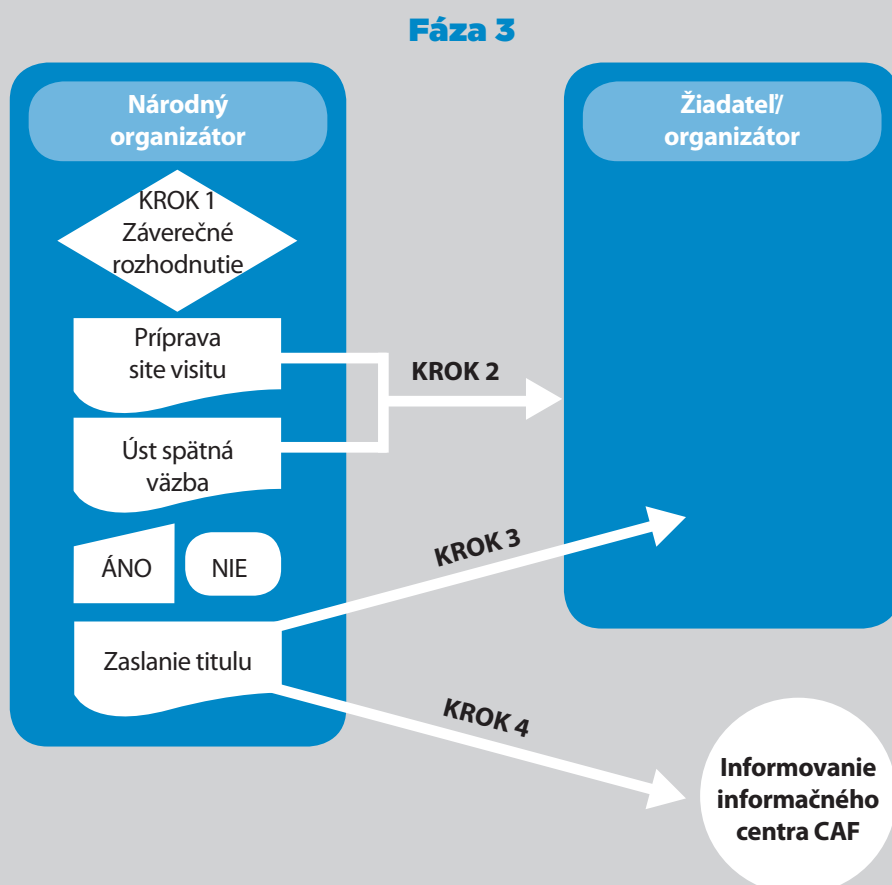 Fáza 3
Národný
organizátor
Žiadateľ/
organizátor
KROK 1
Záverečné
rozhodnutie
Príprava
site visitu
KROK 2
Úst spätná
väzba
ÁNO
NIE
KROK 3
Zaslanie titulu
KROK 4
Informovanie
informačného
centra CAF